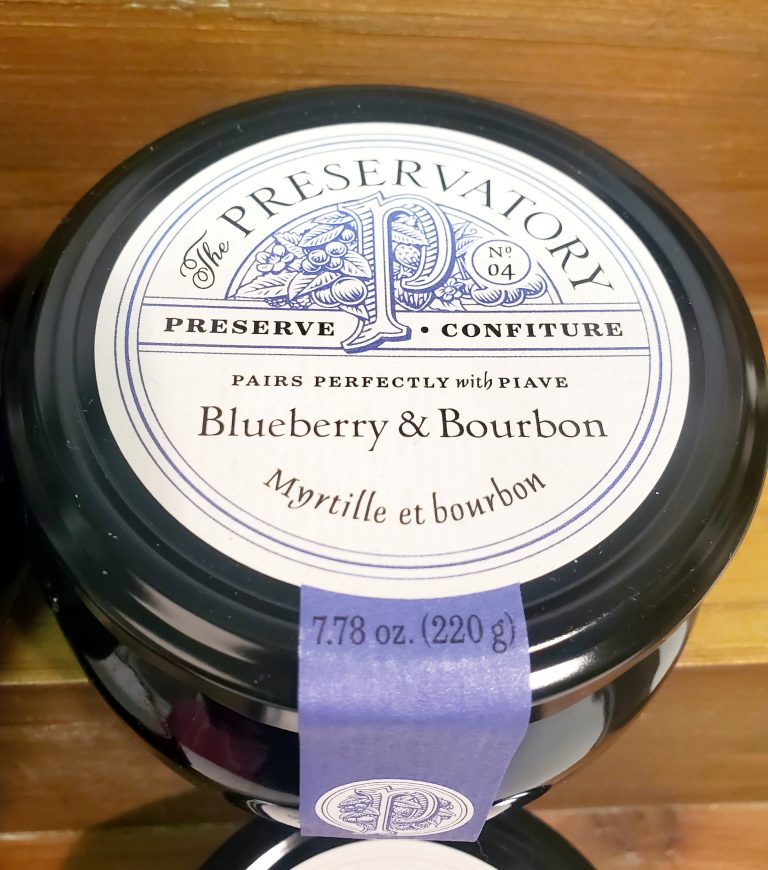 The PRESERVATORY
P
Nº
04
PRESERVE • CONFITURE
PAIRS PERFECTLY with PIAVE
Blueberry & Bourbon
Myrtille et bourbon
7.78 oz. (220 g)
P